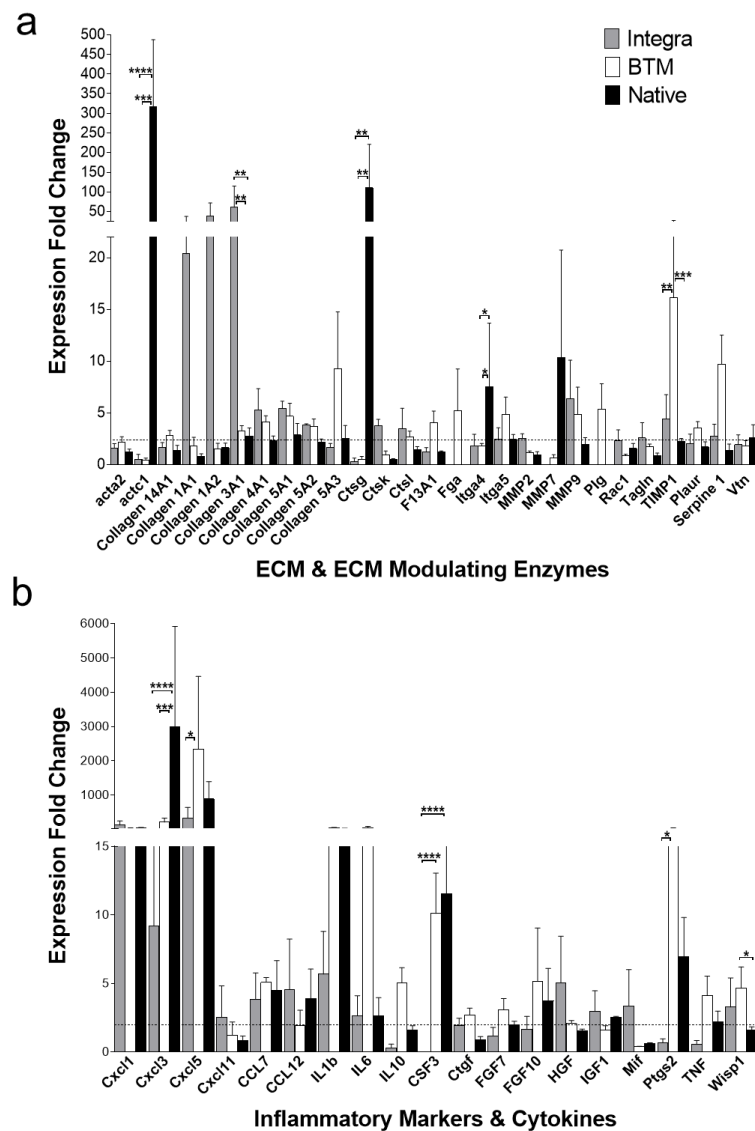 a
Integra
BTM
Native
Expression Fold Change
500
450
400
350
300
250
200
150
100
50
20
15
10
5
0
****
***
**
**
**
**
*
*
**
***
acta2
actc1
Collagen 14A1
Collagen 1A1
Collagen 1A2
Collagen 3A1
Collagen 4A1
Collagen 5A1
Collagen 5A2
Collagen 5A3
Ctsg
Ctsk
Ctsl
F13A1
Fga
Itga4
Itga5
MMP2
MMP7
MMP9
Plg
Rac1
Tagln
TIMP1
Plaur
Serpine 1
Vtn
ECM & ECM Modulating Enzymes
b
Expression Fold Change
6000
5000
4000
3000
2000
1000
15
10
5
0
****
***
*
****
****
*
*
Cxcl1
Cxcl3
Cxcl5
Cxcl11
CCL7
CCL12
IL1b
IL6
IL10
CSF3
Ctgf
FGF7
FGF10
HGF
IGF1
Mif
Ptgs2
TNF
Wisp1
Inflammatory Markers & Cytokines